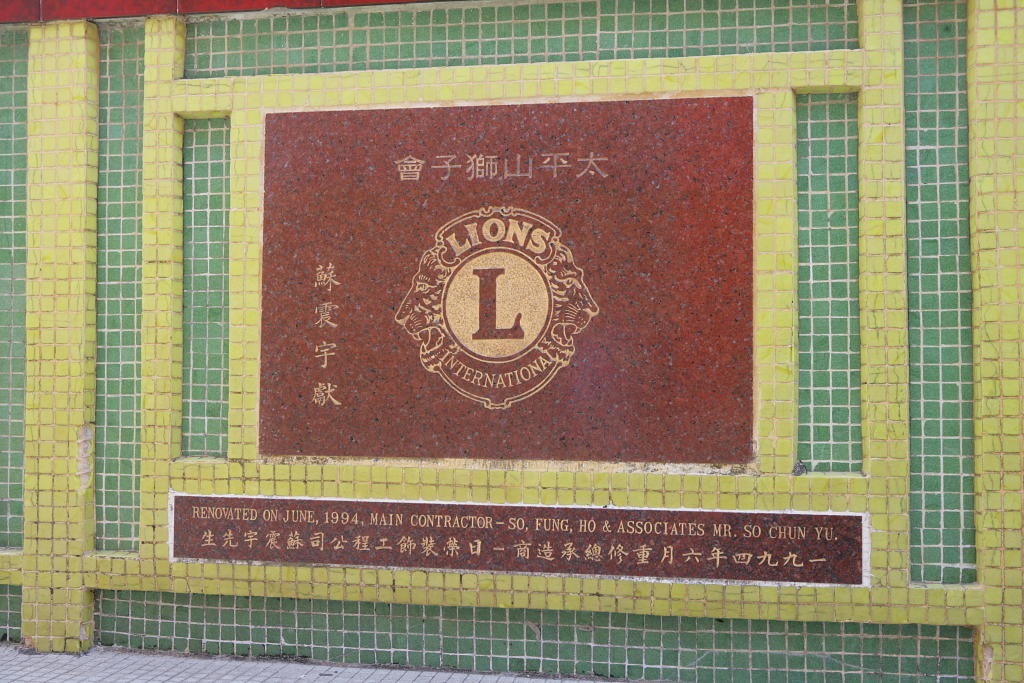 太平山獅子會
LIONS
L
INTERNATIONAL
蘇震宇獻
RENOVATED ON JUNE, 1994, MAIN CONTRACTOR – SO, FUNG, HO & ASSOCIATES MR. SO CHUN YU.
一九九四年六月重修總承造商—日榮裝飾工程公司蘇震宇先生